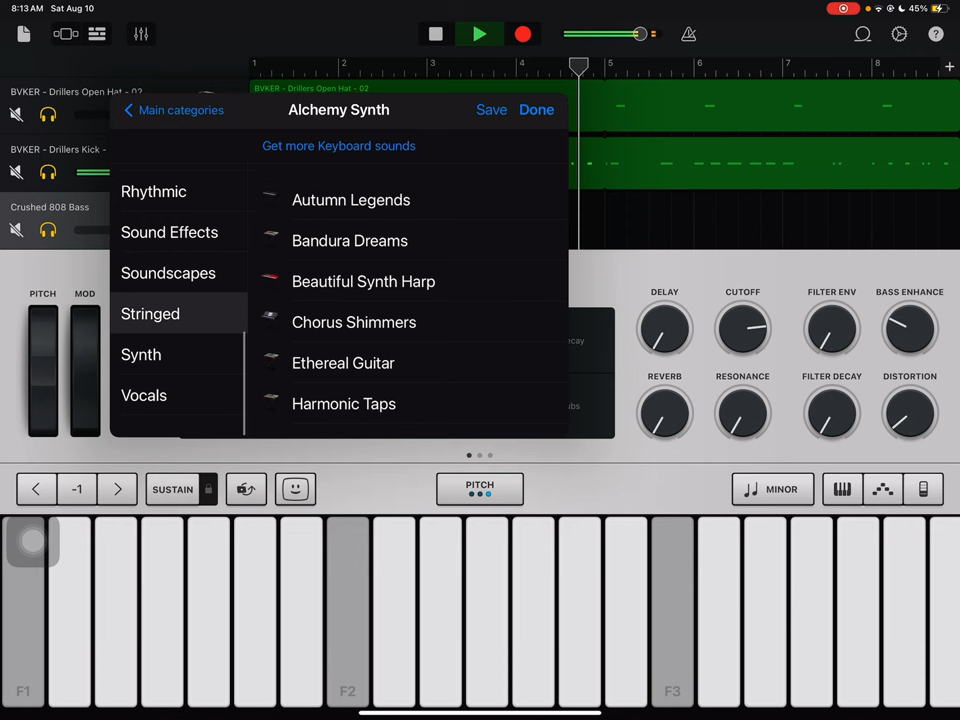 8:13 AM Sat Aug 10
45%
1 2 3 4 5 6 7 8
BVKER - Drillers Open Hat - 02
BVKER - Drillers Open Hat - 02
Main categories
Alchemy Synth
Save
Done
Get more Keyboard sounds
BVKER - Drillers Kick -
Rhythmic
Autumn Legends
Crushed 808 Bass
Sound Effects
Bandura Dreams
Soundscapes
Beautiful Synth Harp
PITCH
MOD
DELAY
CUTOFF
FILTER ENV
BASS ENHANCE
Stringed
Chorus Shimmers
ecay
Synth
Ethereal Guitar
REVERB
RESONANCE
FILTER DECAY
DISTORTION
Vocals
Harmonic Taps
ubs
-1
SUSTAIN
PITCH
MINOR
F1
F2
F3